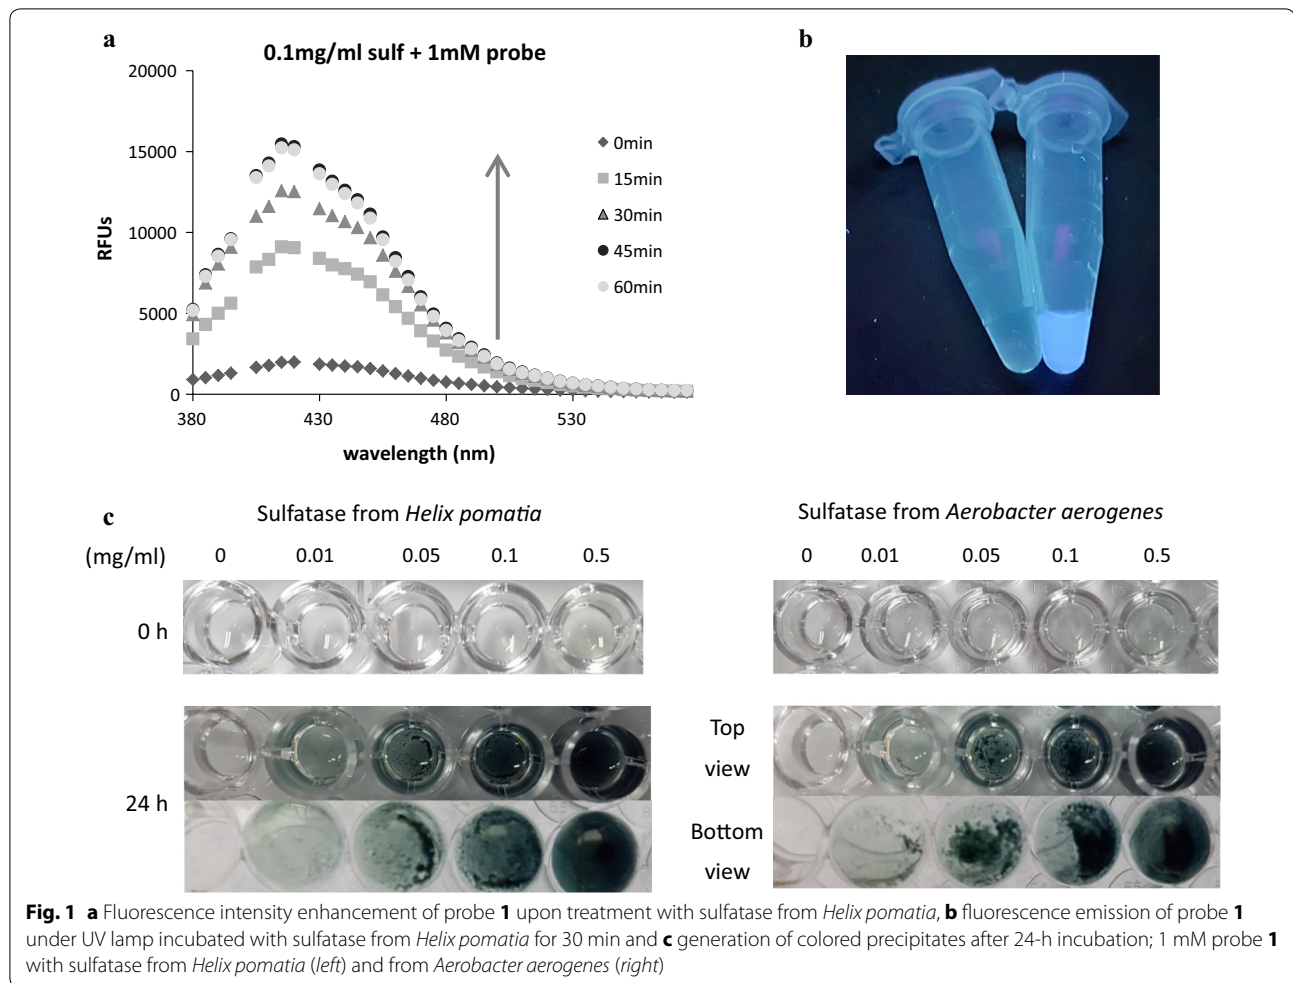 a
0.1mg/ml sulf + 1mM probe
20000
15000
10000
5000
0
RFUs
380 430 480 530
wavelength (nm)
0min
15min
30min
45min
60min
b
c
Sulfatase from Helix pomatia
Sulfatase from Aerobacter aerogenes
(mg/ml) 0 0.01 0.05 0.1 0.5
0 0.01 0.05 0.1 0.5
0 h
24 h
Top
view
Bottom
view
Fig. 1 a Fluorescence intensity enhancement of probe 1 upon treatment with sulfatase from Helix pomatia, b fluorescence emission of probe 1
under UV lamp incubated with sulfatase from Helix pomatia for 30 min and c generation of colored precipitates after 24-h incubation; 1 mM probe 1
with sulfatase from Helix pomatia (left) and from Aerobacter aerogenes (right)